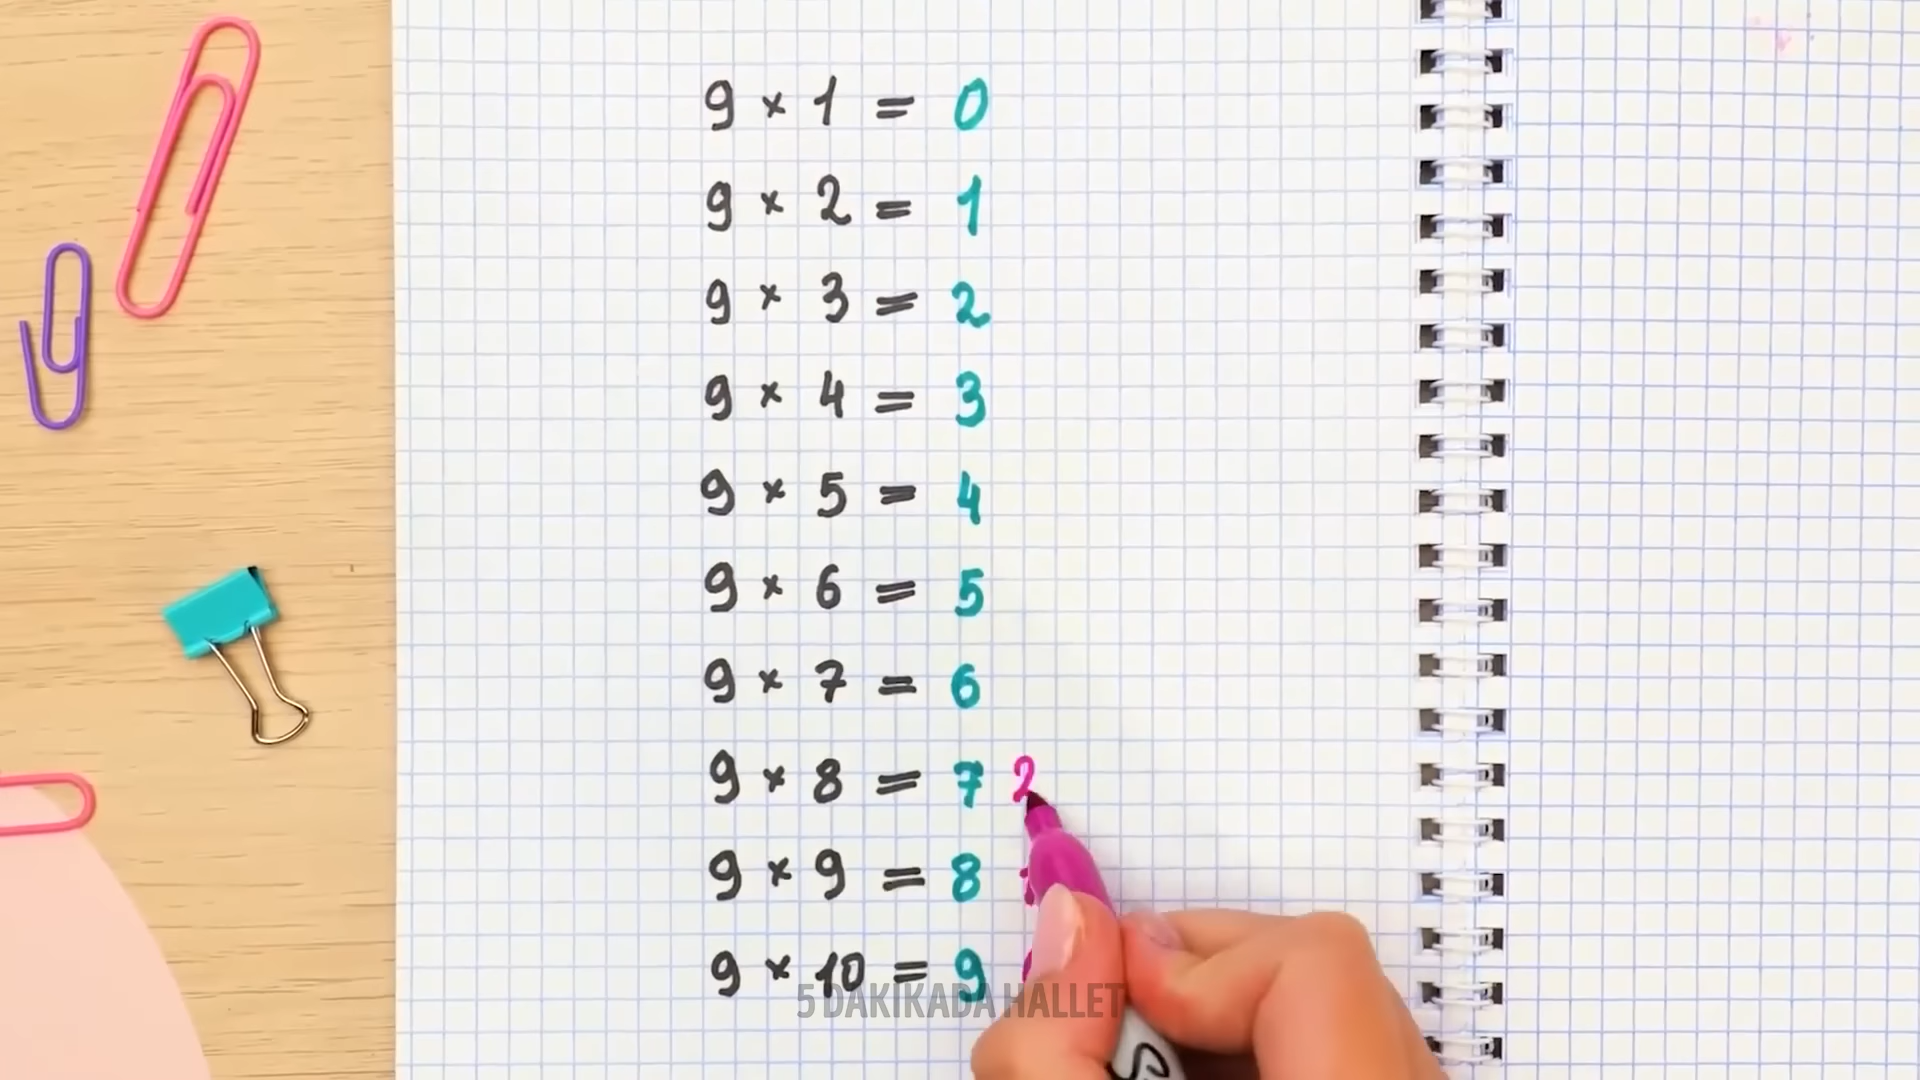 9 × 1 = 0
9 × 2 = 1
9 × 3 = 2
9 × 4 = 3
9 × 5 = 4
9 × 6 = 5
9 × 7 = 6
9 × 8 = 7 2
9 × 9 = 8
9 × 10 = 9
5 DAKIKADA HALLET